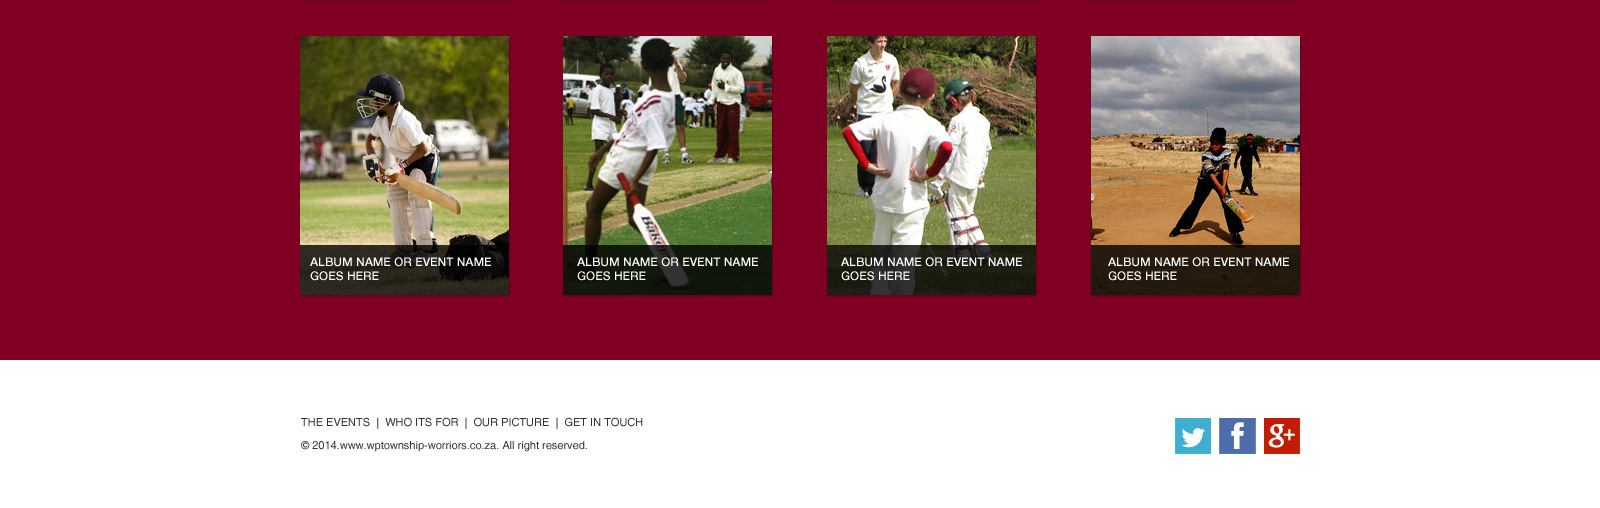 ALBUM NAME OR EVENT NAME
GOES HERE
ALBUM NAME OR EVENT NAME
GOES HERE
ALBUM NAME OR EVENT NAME
GOES HERE
ALBUM NAME OR EVENT NAME
GOES HERE
THE EVENTS | WHO ITS FOR | OUR PICTURE | GET IN TOUCH
© 2014.www.wptownship-worriors.co.za. All right reserved.
f
g+